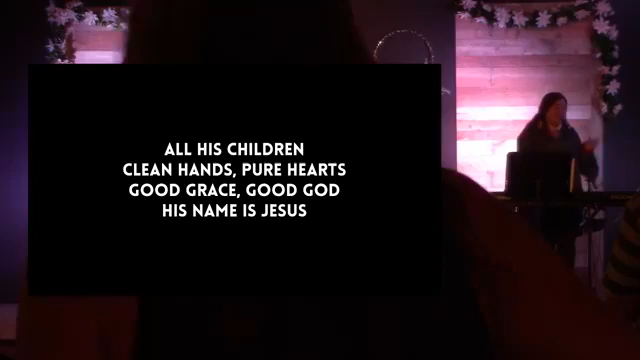 ALL HIS CHILDREN
CLEAN HANDS, PURE HEARTS
GOOD GRACE, GOOD GOD
HIS NAME IS JESUS